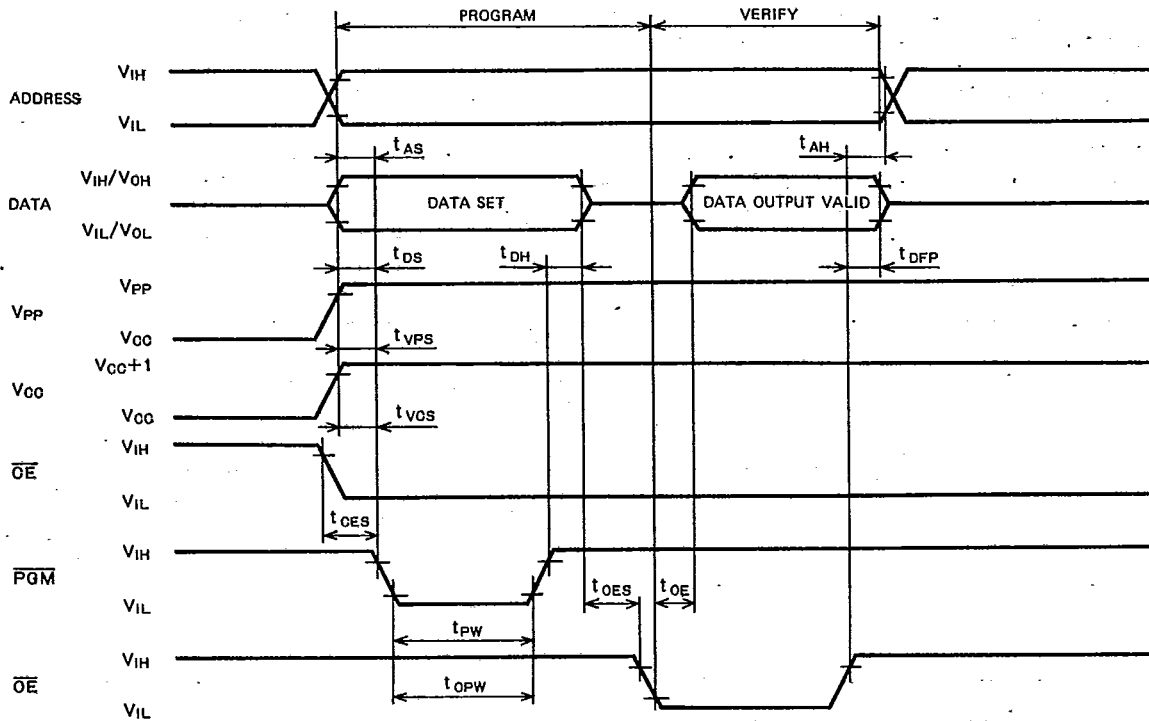 PROGRAM
VERIFY
ADDRESS
VIH
VIL
tAS
tAH
DATA
VIH/VOH
DATA SET
DATA OUTPUT VALID
VIL/VOL
tDS
tDH
tDFP
VPP
VPP
VCC
tVPS
VCC
VCC+1
VCC
tVCS
CE
VIH
VIL
tCES
PGM
VIH
VIL
tOES
tOE
tPW
OE
VIH
tOPW
VIL